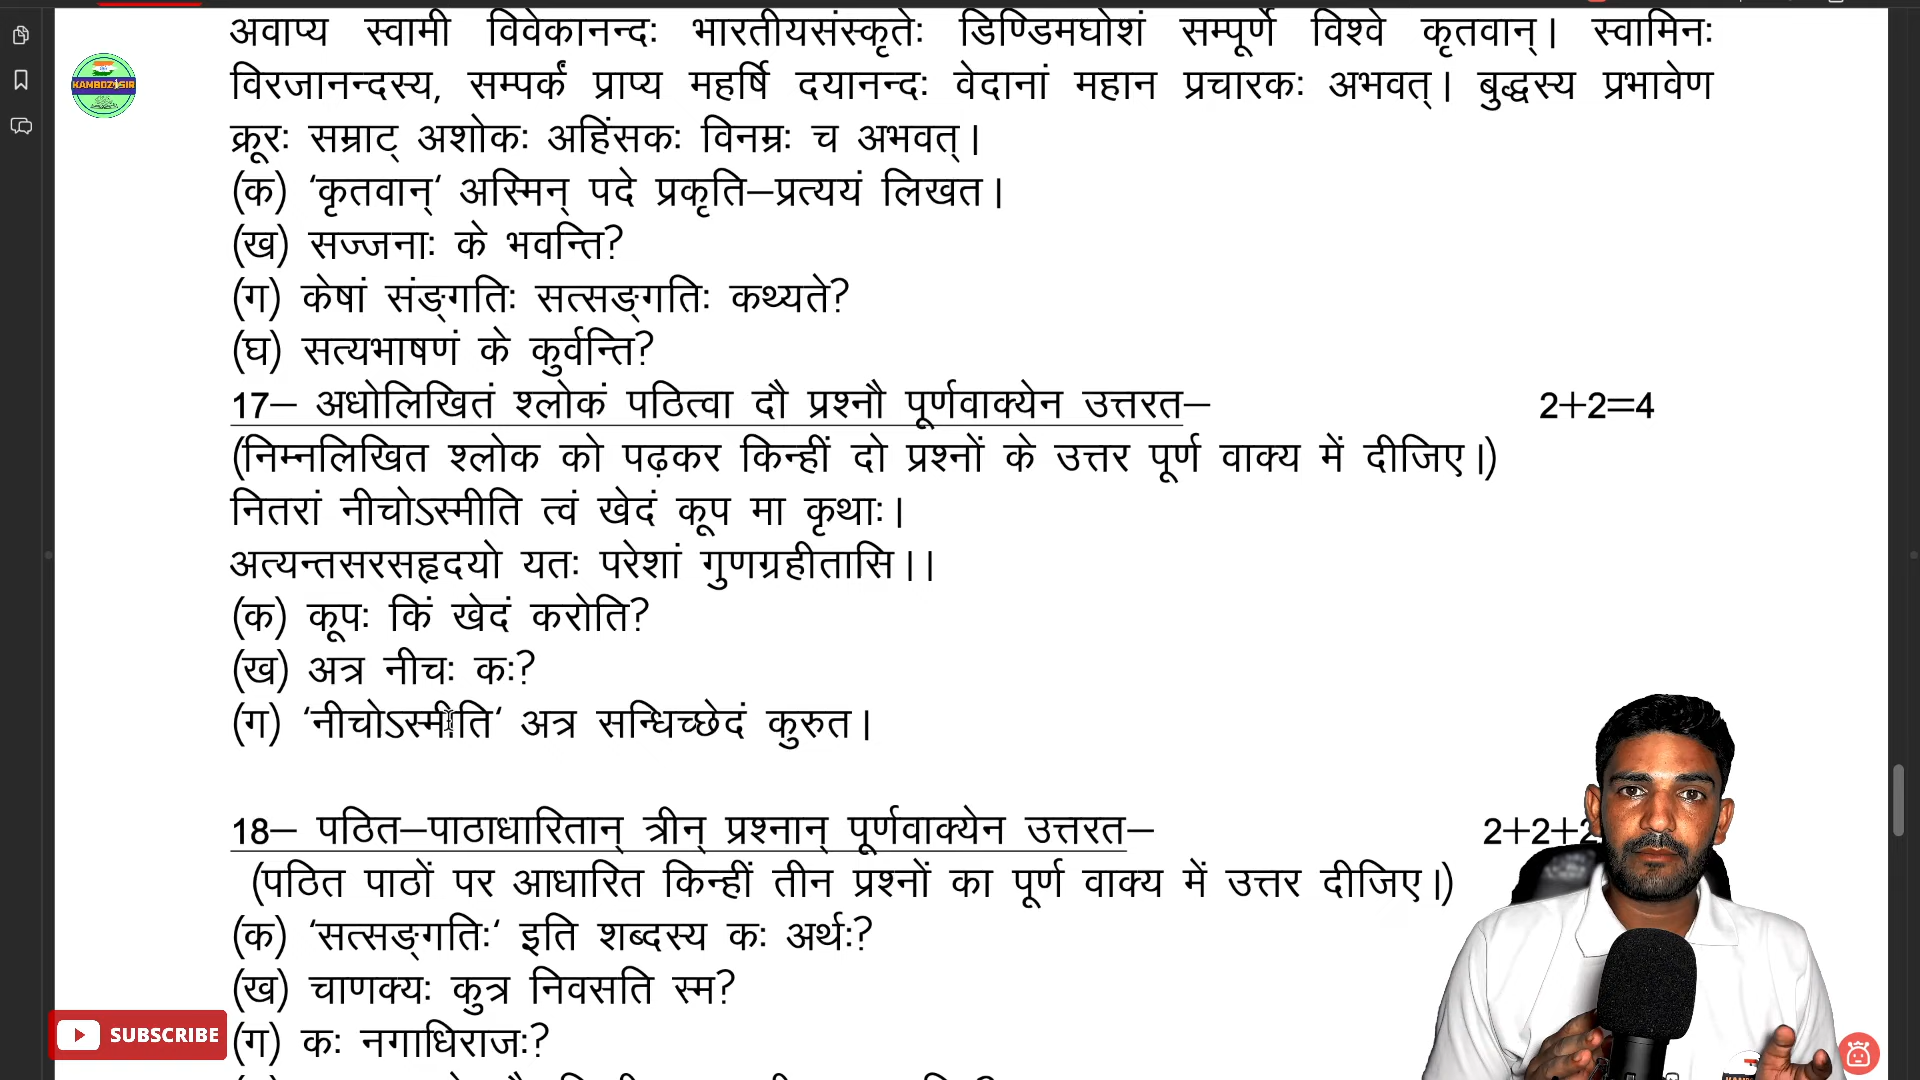 अवाप्य स्वामी विवेकानन्दः भारतीयसंस्कृतेः डिण्डिमघोशं सम्पूर्णे विश्वे कृतवान्। स्वामिनः
KAMBOZ SIR
विरजानन्दस्य, सम्पर्कं प्राप्य महर्षि दयानन्दः वेदानां महान प्रचारकः अभवत्। बुद्धस्य प्रभावेण
क्रूरः सम्राट् अशोकः अहिंसकः विनम्रः च अभवत्।
(क) ‘कृतवान्‘ अस्मिन् पदे प्रकृति–प्रत्ययं लिखत।
(ख) सज्जनाः के भवन्ति?
(ग) केषां संङ्गतिः सत्सङ्गतिः कथ्यते?
(घ) सत्यभाषणं के कुर्वन्ति?
17– अधोलिखितं श्लोकं पठित्वा दौ प्रश्नौ पूर्णवाक्येन उत्तरत– 2+2=4
(निम्नलिखित श्लोक को पढ़कर किन्हीं दो प्रश्नों के उत्तर पूर्ण वाक्य में दीजिए।)
नितरां नीचोऽस्मीति त्वं खेदं कूप मा कृथाः।
अत्यन्तसरसहृदयो यतः परेशां गुणग्रहीतासि।।
(क) कूपः किं खेदं करोति?
(ख) अत्र नीचः कः?
(ग) ‘नीचोऽस्मीति‘ अत्र सन्धिच्छेदं कुरुत।
18– पठित–पाठाधारितान् त्रीन् प्रश्नान् पूर्णवाक्येन उत्तरत– 2+2+2
(पठित पाठों पर आधारित किन्हीं तीन प्रश्नों का पूर्ण वाक्य में उत्तर दीजिए।)
(क) ‘सत्सङ्गतिः‘ इति शब्दस्य कः अर्थः?
(ख) चाणक्यः कुत्र निवसति स्म?
SUBSCRIBE
(ग) कः नगाधिराजः?